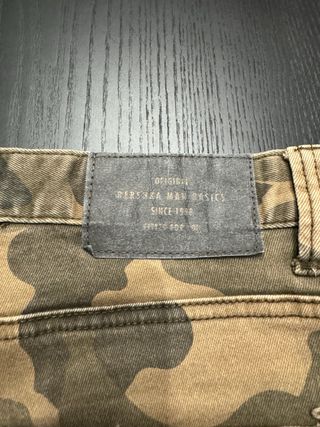 ORIGINAL
BERSHKA MAN BASICS
SINCE 1998